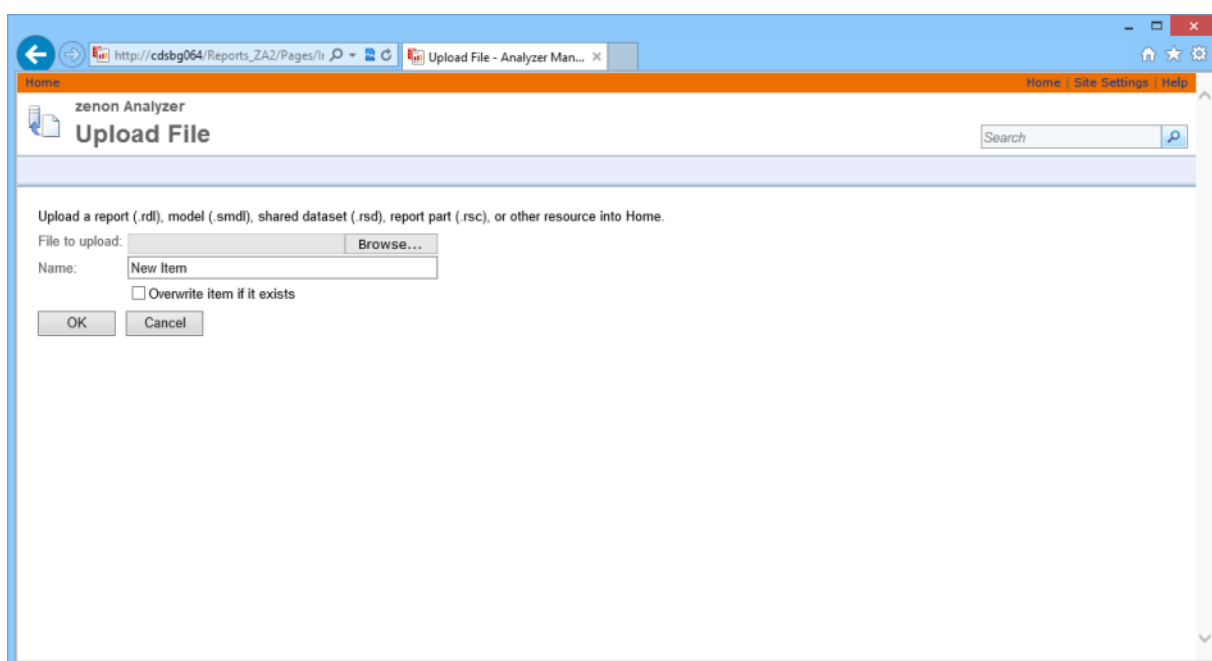 http://cdsbg064/Reports_ZA2/Pages/
Upload File - Analyzer Man...
Home
Home | Site Settings | Help
zenon Analyzer
Upload File
Search
Upload a report (.rdl), model (.smdl), shared dataset (.rsd), report part (.rsc), or other resource into Home.
File to upload: Browse...
Name: New Item
Overwrite item if it exists
OK Cancel